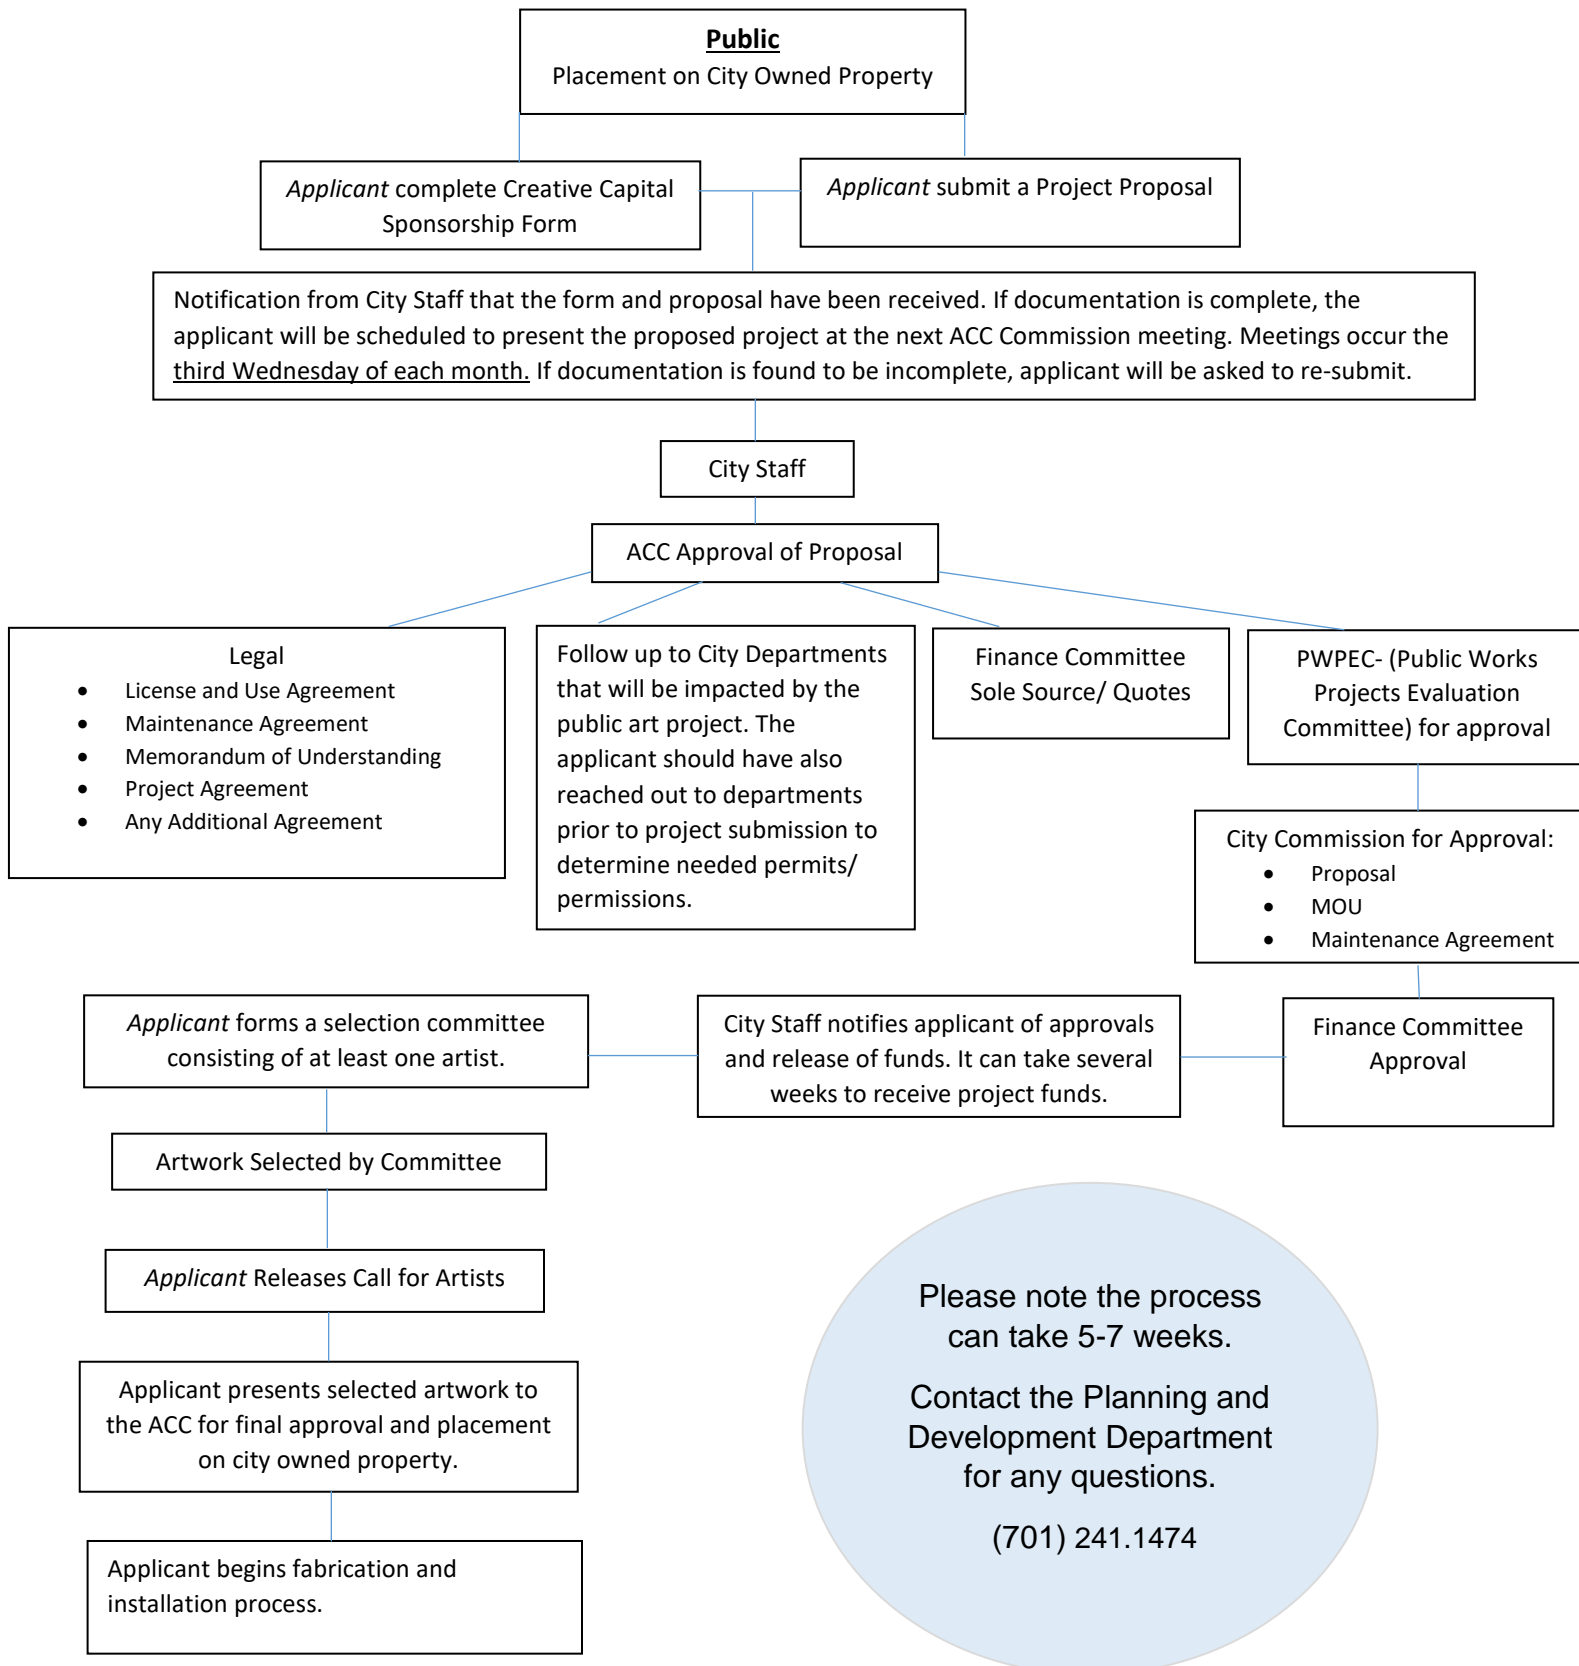 Public
Placement on City Owned Property
Applicant complete Creative Capital
Sponsorship Form
Applicant submit a Project Proposal
Notification from City Staff that the form and proposal have been received. If documentation is complete, the
applicant will be scheduled to present the proposed project at the next ACC Commission meeting. Meetings occur the
third Wednesday of each month. If documentation is found to be incomplete, applicant will be asked to re-submit.
City Staff
ACC Approval of Proposal
Legal
• License and Use Agreement
• Maintenance Agreement
• Memorandum of Understanding
• Project Agreement
• Any Additional Agreement
Follow up to City Departments
that will be impacted by the
public art project. The
applicant should have also
reached out to departments
prior to project submission to
determine needed permits/
permissions.
Finance Committee
Sole Source/ Quotes
PWPEC- (Public Works
Projects Evaluation
Committee) for approval
City Commission for Approval:
• Proposal
• MOU
• Maintenance Agreement
Finance Committee
Approval
City Staff notifies applicant of approvals
and release of funds. It can take several
weeks to receive project funds.
Applicant forms a selection committee
consisting of at least one artist.
Artwork Selected by Committee
Applicant Releases Call for Artists
Applicant presents selected artwork to
the ACC for final approval and placement
on city owned property.
Applicant begins fabrication and
installation process.
Please note the process
can take 5-7 weeks.
Contact the Planning and
Development Department
for any questions.
(701) 241.1474